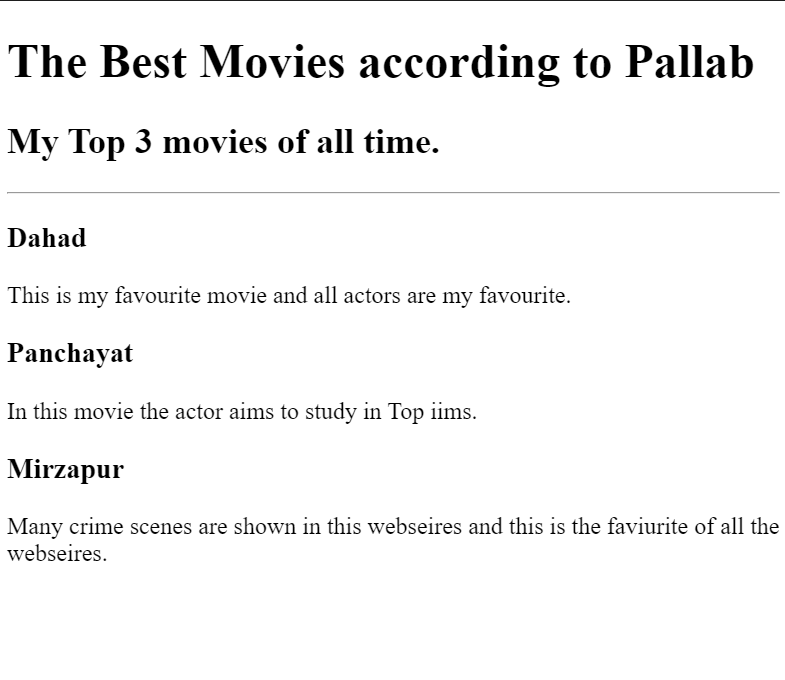 The Best Movies according to Pallab
My Top 3 movies of all time.
Dahad
This is my favourite movie and all actors are my favourite.
Panchayat
In this movie the actor aims to study in Top iims.
Mirzapur
Many crime scenes are shown in this webseires and this is the faviurite of all the
webseires.